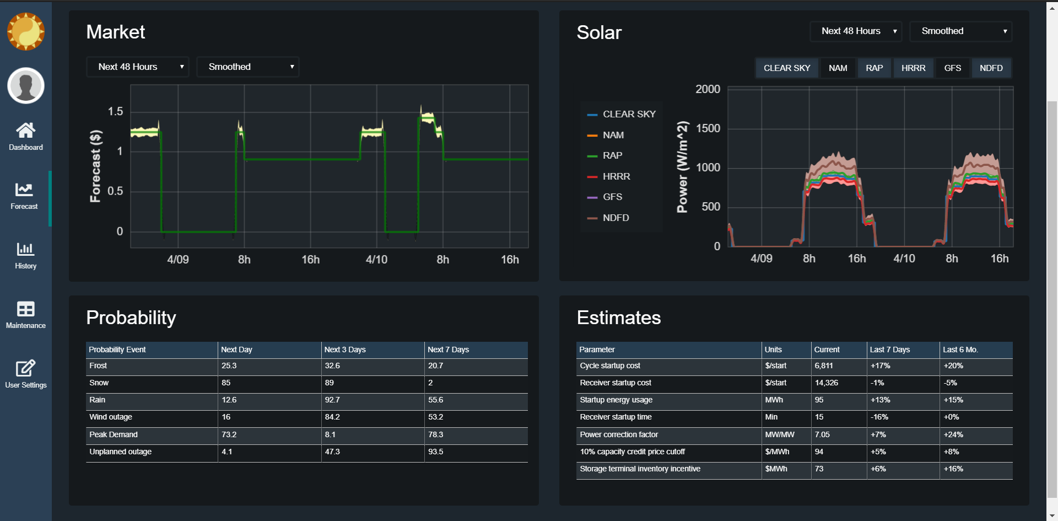 Dashboard
Forecast
History
Maintenance
User Settings
Market
Next 48 Hours ▾ Smoothed ▾
Forecast ($)
1.5
1
0.5
0
4/09 8h 16h 4/10 8h 16h
Solar
Next 48 Hours ▾ Smoothed ▾
CLEAR SKY NAM RAP HRRR GFS NDFD
CLEAR SKY
NAM
RAP
HRRR
GFS
NDFD
Power (W/m^2)
2000
1500
1000
500
0
4/09 8h 16h 4/10 8h 16h
Probability
Probability Event Next Day Next 3 Days Next 7 Days
Frost 25.3 32.6 20.7
Snow 85 89 2
Rain 12.6 92.7 55.6
Wind outage 16 84.2 53.2
Peak Demand 73.2 8.1 78.3
Unplanned outage 4.1 47.3 93.5
Estimates
Parameter Units Current Last 7 Days Last 6 Mo.
Cycle startup cost $/start 6,811 +17% +20%
Receiver startup cost $/start 14,326 -1% -5%
Startup energy usage MWh 95 +13% +15%
Receiver startup time Min 15 -16% +0%
Power correction factor MW/MW 7.05 +7% +24%
10% capacity credit price cutoff $/MWh 94 +5% +8%
Storage terminal inventory incentive $MWh 73 +6% +16%